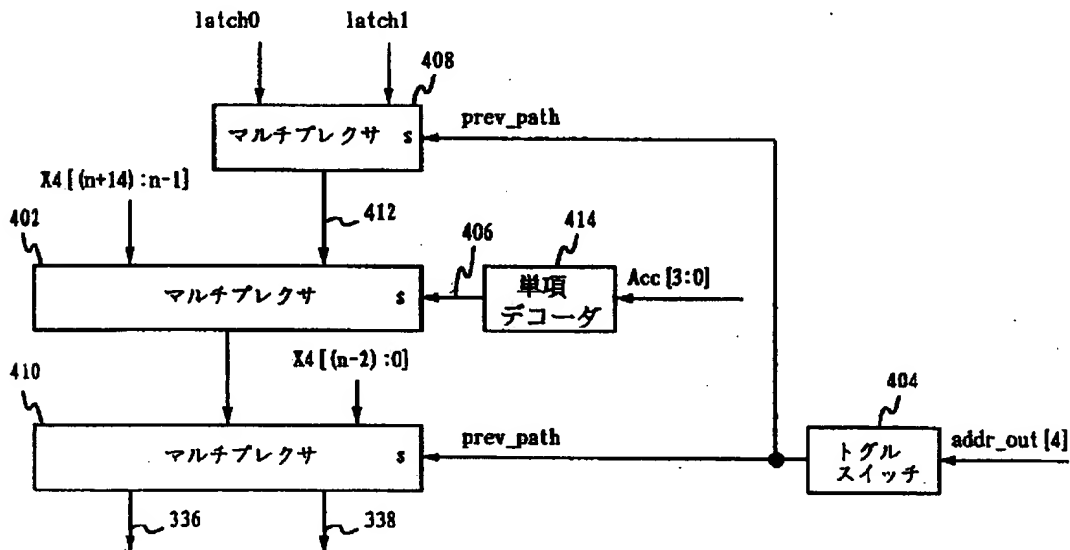 latch0
latch1
408
マルチプレクサ s
prev_path
X4[(n+14):n-1]
402
412
406
414
マルチプレクサ s
単項
デコーダ
Acc[3:0]
410
X4[(n-2):0]
404
マルチプレクサ s
prev_path
トグル
スイッチ
addr_out[4]
336
338